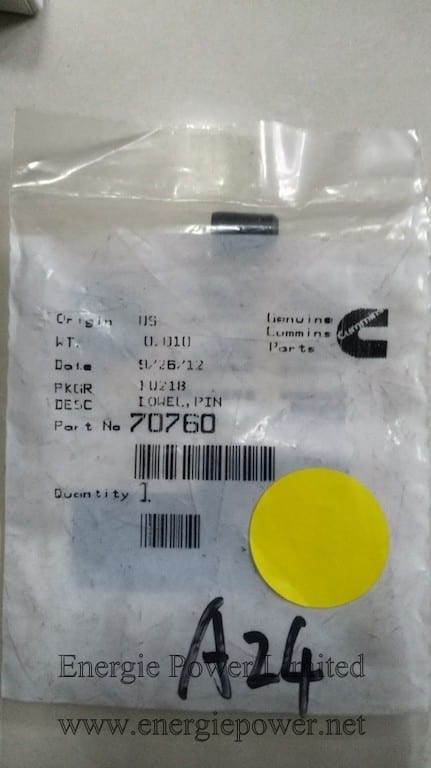 Origin US
Genuine
Cummins
Parts
Cummins
WT. 0.010
Date 9/26/12
PKGR
DESC DOWEL,PIN
Part No 70760
Quantity 1
A24
Energie Power Limited
www.energiepower.net